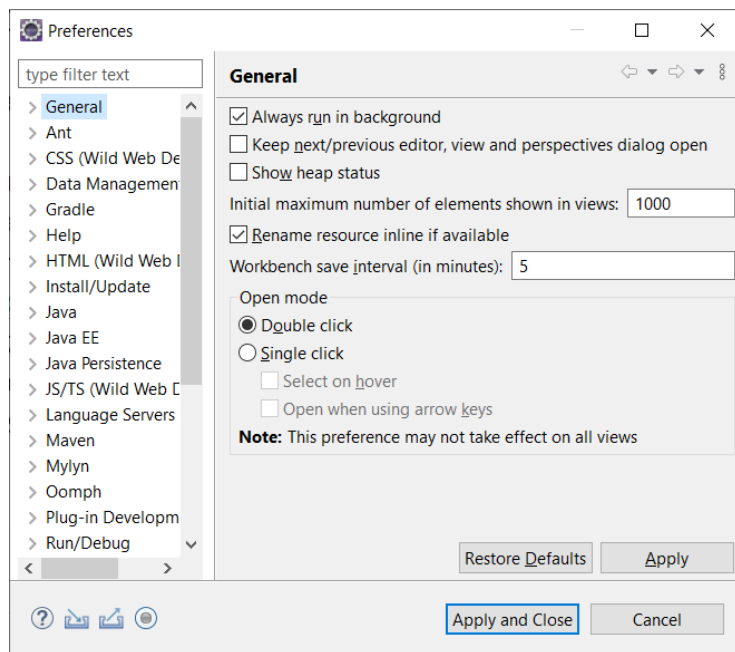 Preferences
type filter text
General
Ant
CSS (Wild Web De
Data Managemen
Gradle
Help
HTML (Wild Web I
Install/Update
Java
Java EE
Java Persistence
JS/TS (Wild Web D
Language Servers
Maven
Mylyn
Oomph
Plug-in Developm
Run/Debug
General
Always run in background
Keep next/previous editor, view and perspectives dialog open
Show heap status
Initial maximum number of elements shown in views: 1000
Rename resource inline if available
Workbench save interval (in minutes): 5
Open mode
Double click
Single click
Select on hover
Open when using arrow keys
Note: This preference may not take effect on all views
Restore Defaults Apply
Apply and Close Cancel